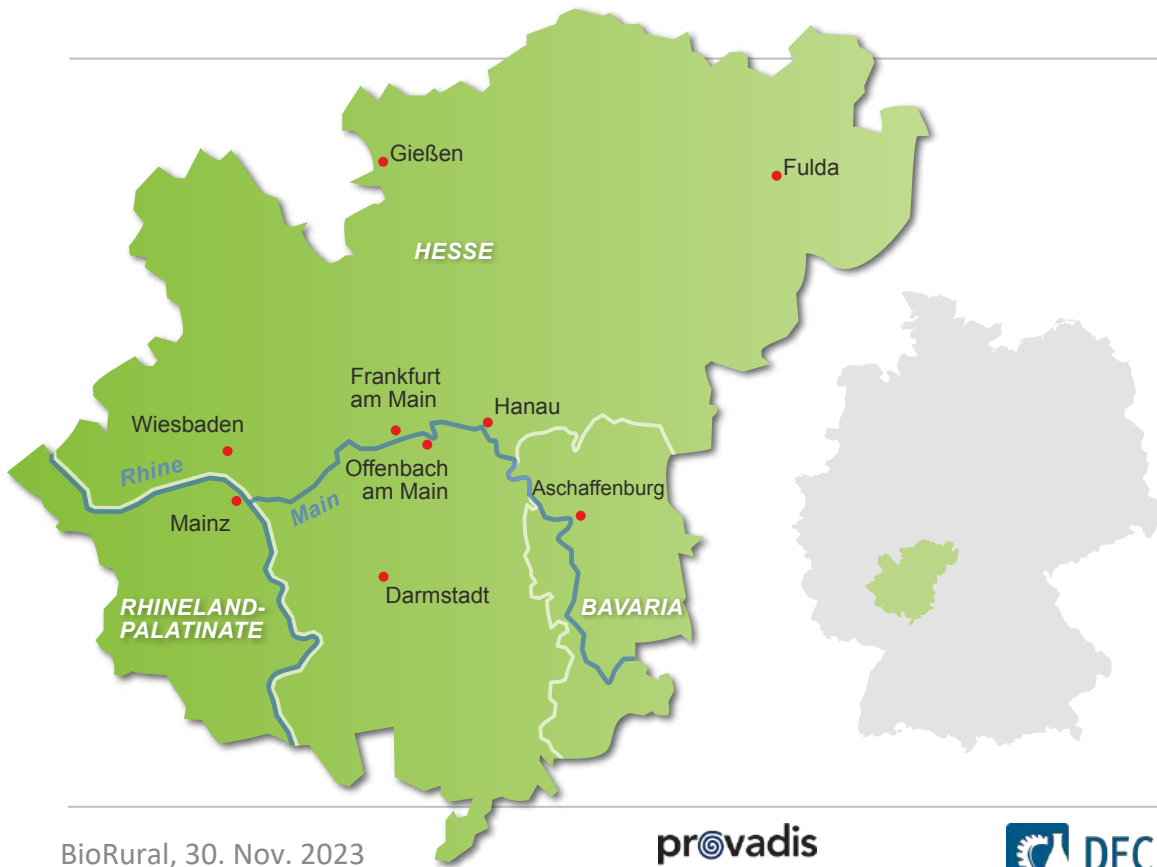 Gießen
Fulda
HESSE
Frankfurt
am Main
Hanau
Wiesbaden
Rhine
Offenbach
am Main
Main
Aschaffenburg
Mainz
Darmstadt
RHINELAND-
PALATINATE
BAVARIA
BioRural, 30. Nov. 2023
provadis
DEC